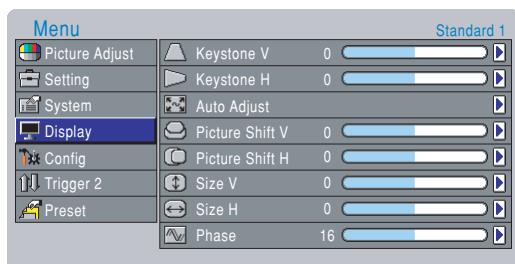 Menu
Standard 1
Picture Adjust
Setting
System
Display
Config
Trigger 2
Preset
Keystone V 0
Keystone H 0
Auto Adjust
Picture Shift V 0
Picture Shift H 0
Size V 0
Size H 0
Phase 16